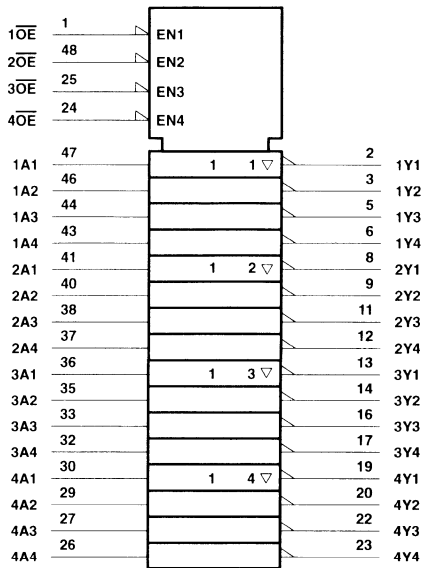 1O̅E̅ 1 EN1
2O̅E̅ 48 EN2
3O̅E̅ 25 EN3
4O̅E̅ 24 EN4
1A1 47 1 1 ▽ 2 1Y1
1A2 46 3 1Y2
1A3 44 5 1Y3
1A4 43 6 1Y4
2A1 41 1 2 ▽ 8 2Y1
2A2 40 9 2Y2
2A3 38 11 2Y3
2A4 37 12 2Y4
3A1 36 1 3 ▽ 13 3Y1
3A2 35 14 3Y2
3A3 33 16 3Y3
3A4 32 17 3Y4
4A1 30 1 4 ▽ 19 4Y1
4A2 29 20 4Y2
4A3 27 22 4Y3
4A4 26 23 4Y4